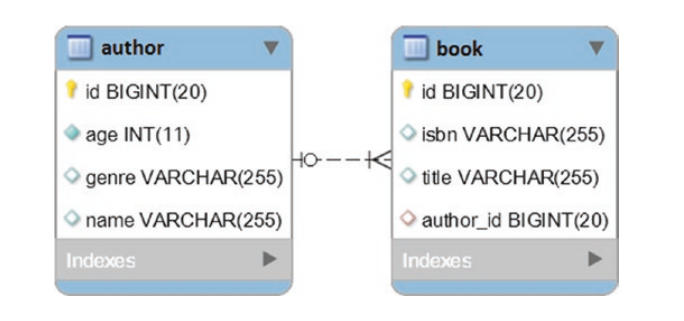 author
id BIGINT(20)
age INT(11)
genre VARCHAR(255)
name VARCHAR(255)
Indexes
book
id BIGINT(20)
isbn VARCHAR(255)
title VARCHAR(255)
author_id BIGINT(20)
Indexes